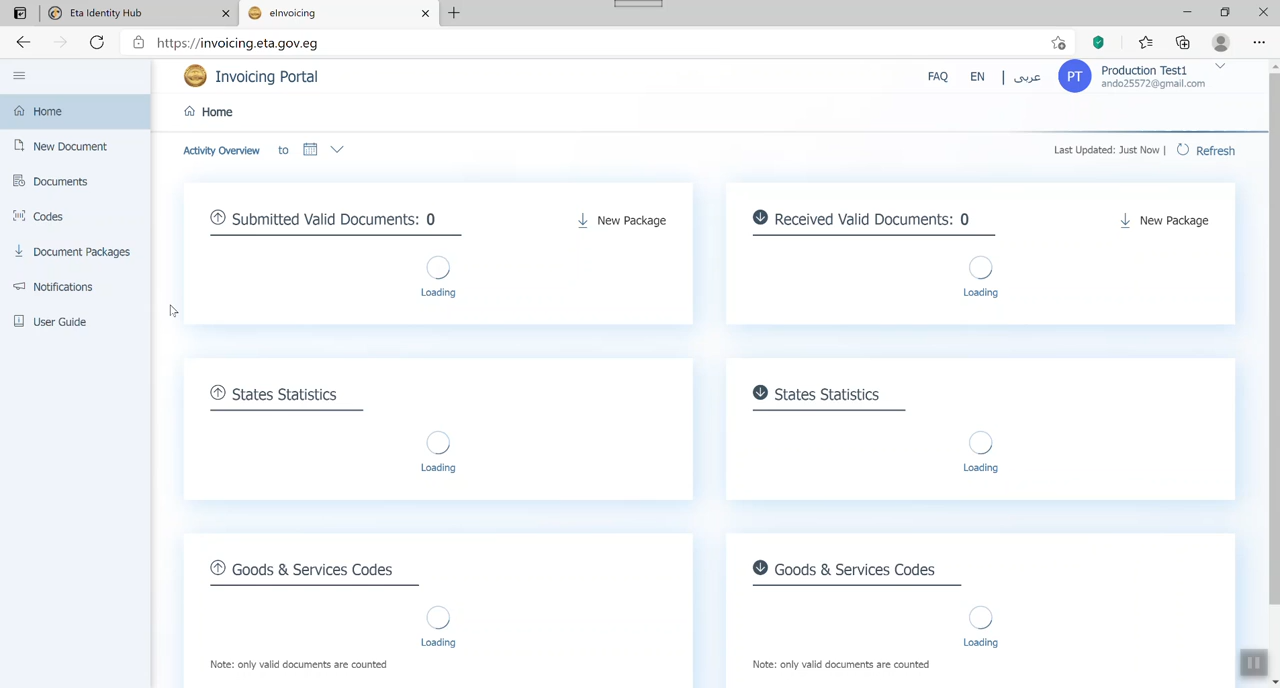 Eta Identity Hub
eInvoicing
https://invoicing.eta.gov.eg
Invoicing Portal
FAQ
EN
|
عربى
PT
Production Test1
ando25572@gmail.com
Home
New Document
Documents
Codes
Document Packages
Notifications
User Guide
Home
Activity Overview
to
Last Updated: Just Now |
Refresh
Submitted Valid Documents: 0
New Package
Loading
Received Valid Documents: 0
New Package
Loading
States Statistics
Loading
States Statistics
Loading
Goods & Services Codes
Loading
Note: only valid documents are counted
Goods & Services Codes
Loading
Note: only valid documents are counted